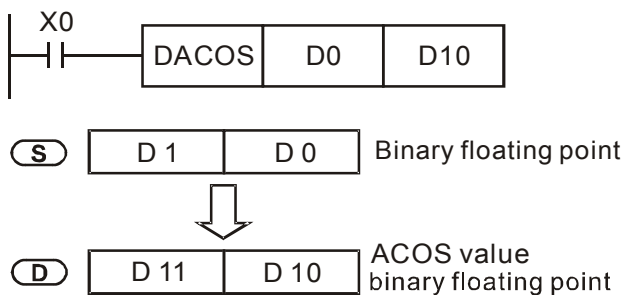 X0
DACOS D0 D10
S D 1 D 0 Binary floating point
D D 11 D 10 ACOS value
binary floating point